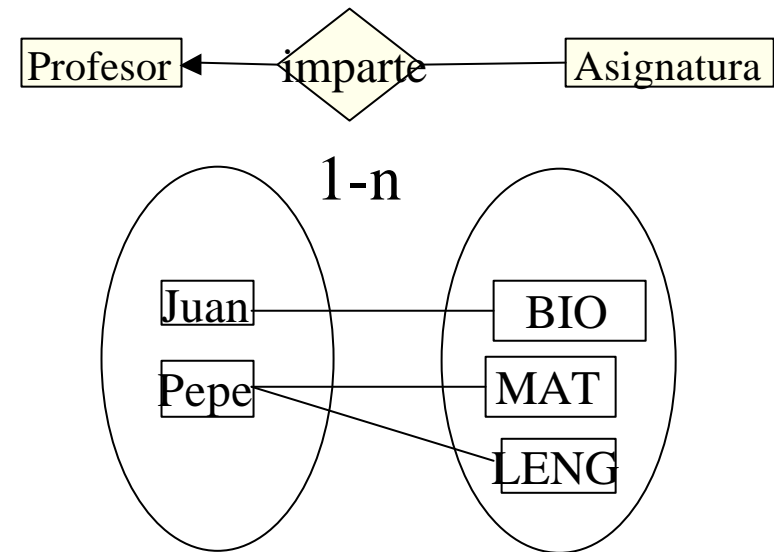 Profesor imparte Asignatura
1-n
Juan BIO
Pepe MAT
LENG